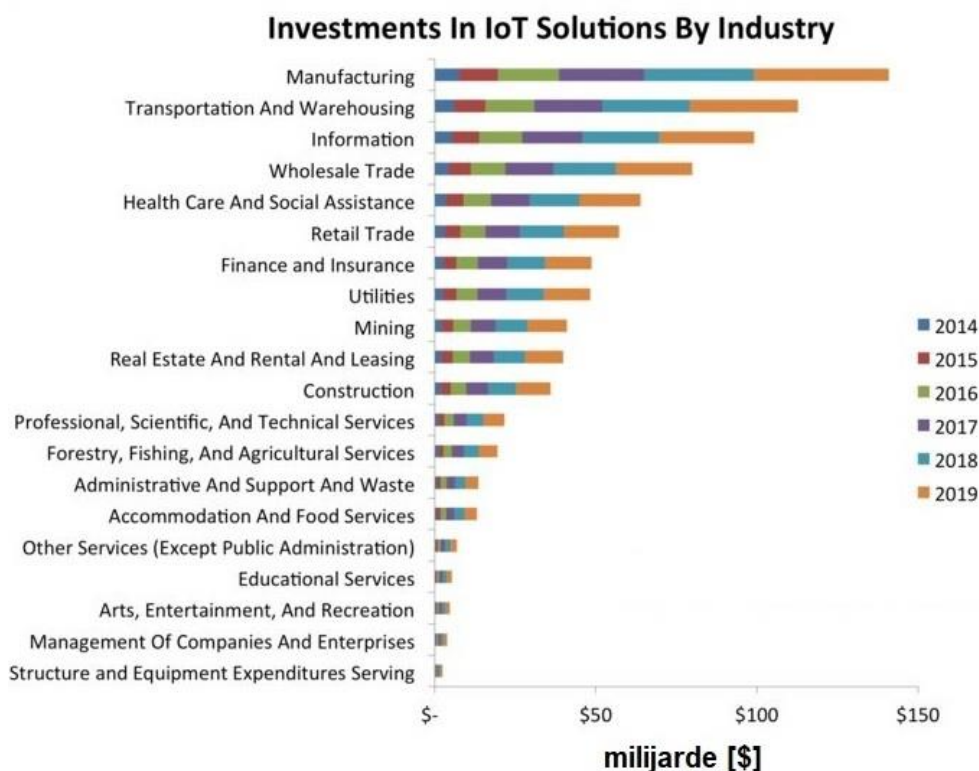 Investments In IoT Solutions By Industry
Manufacturing
Transportation And Warehousing
Information
Wholesale Trade
Health Care And Social Assistance
Retail Trade
Finance and Insurance
Utilities
Mining
Real Estate And Rental And Leasing
Construction
Professional, Scientific, And Technical Services
Forestry, Fishing, And Agricultural Services
Administrative And Support And Waste
Accommodation And Food Services
Other Services (Except Public Administration)
Educational Services
Arts, Entertainment, And Recreation
Management Of Companies And Enterprises
Structure and Equipment Expenditures Serving
2014
2015
2016
2017
2018
2019
$- $50 $100 $150
milijarde [$]